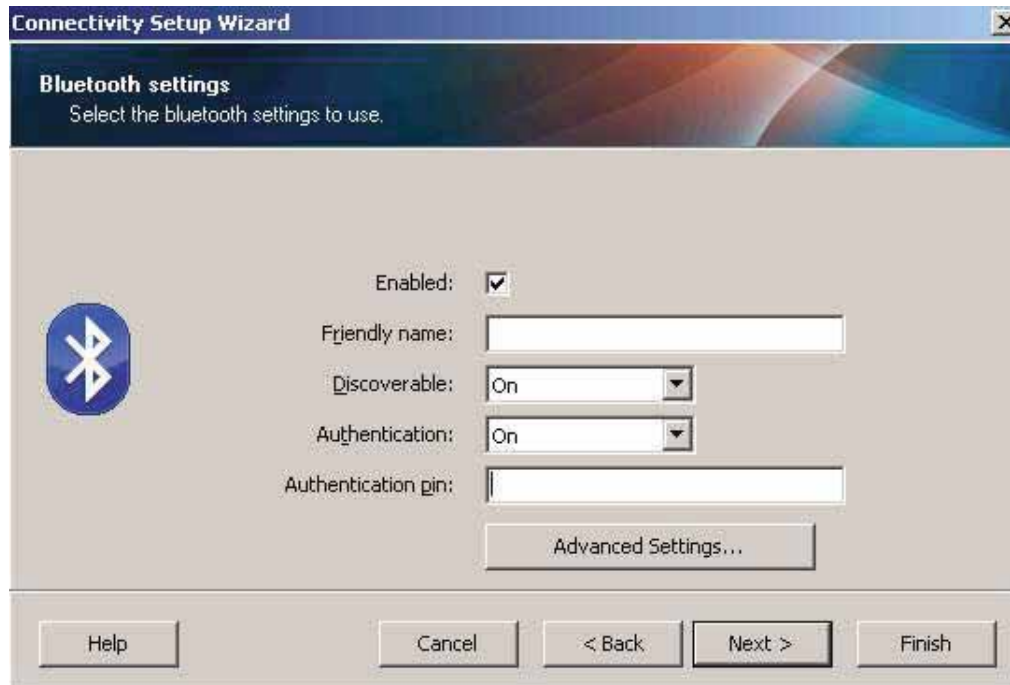 Connectivity Setup Wizard
Bluetooth settings
Select the bluetooth settings to use.
Enabled:
Friendly name:
Discoverable: On
Authentication: On
Authentication pin:
Advanced Settings...
Help Cancel < Back Next > Finish